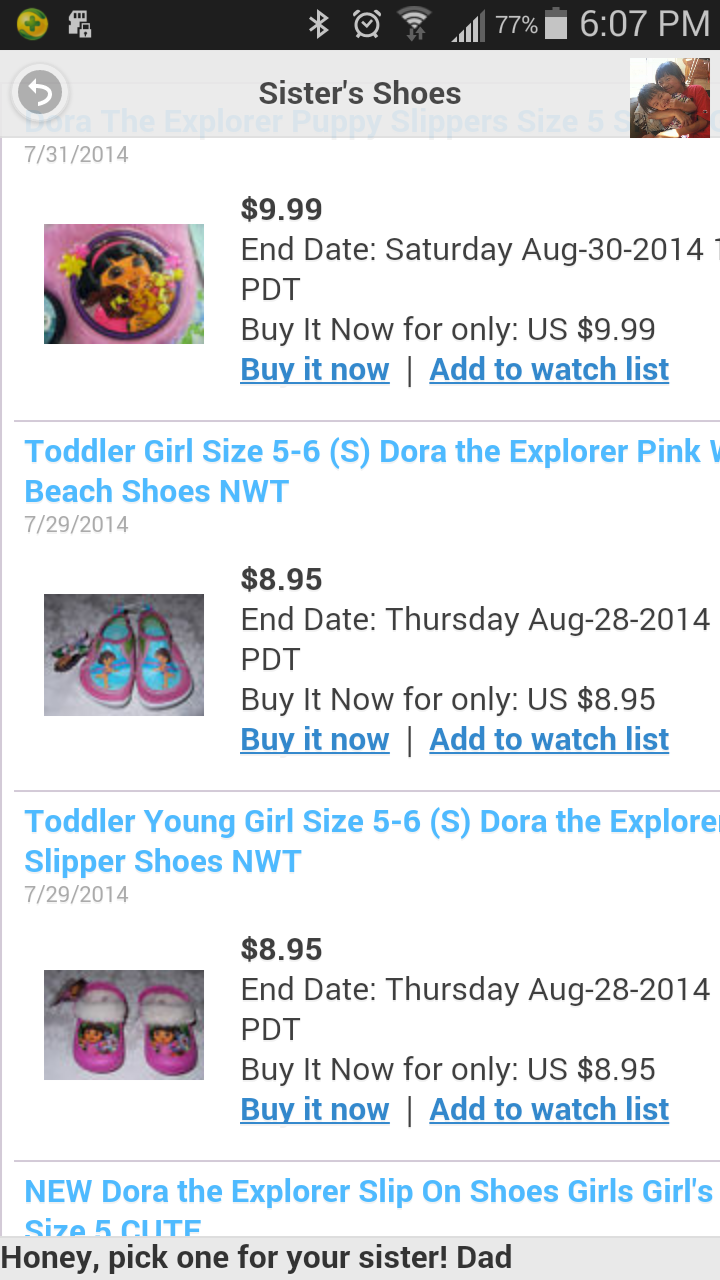 77% 6:07 PM
Sister's Shoes
Dora The Explorer Puppy Slippers Size 5 S
7/31/2014
$9.99
End Date: Saturday Aug-30-2014 1
PDT
Buy It Now for only: US $9.99
Buy it now | Add to watch list
Toddler Girl Size 5-6 (S) Dora the Explorer Pink W
Beach Shoes NWT
7/29/2014
$8.95
End Date: Thursday Aug-28-2014
PDT
Buy It Now for only: US $8.95
Buy it now | Add to watch list
Toddler Young Girl Size 5-6 (S) Dora the Explorer
Slipper Shoes NWT
7/29/2014
$8.95
End Date: Thursday Aug-28-2014
PDT
Buy It Now for only: US $8.95
Buy it now | Add to watch list
NEW Dora the Explorer Slip On Shoes Girls Girl's
Size 5 CUTE
Honey, pick one for your sister! Dad